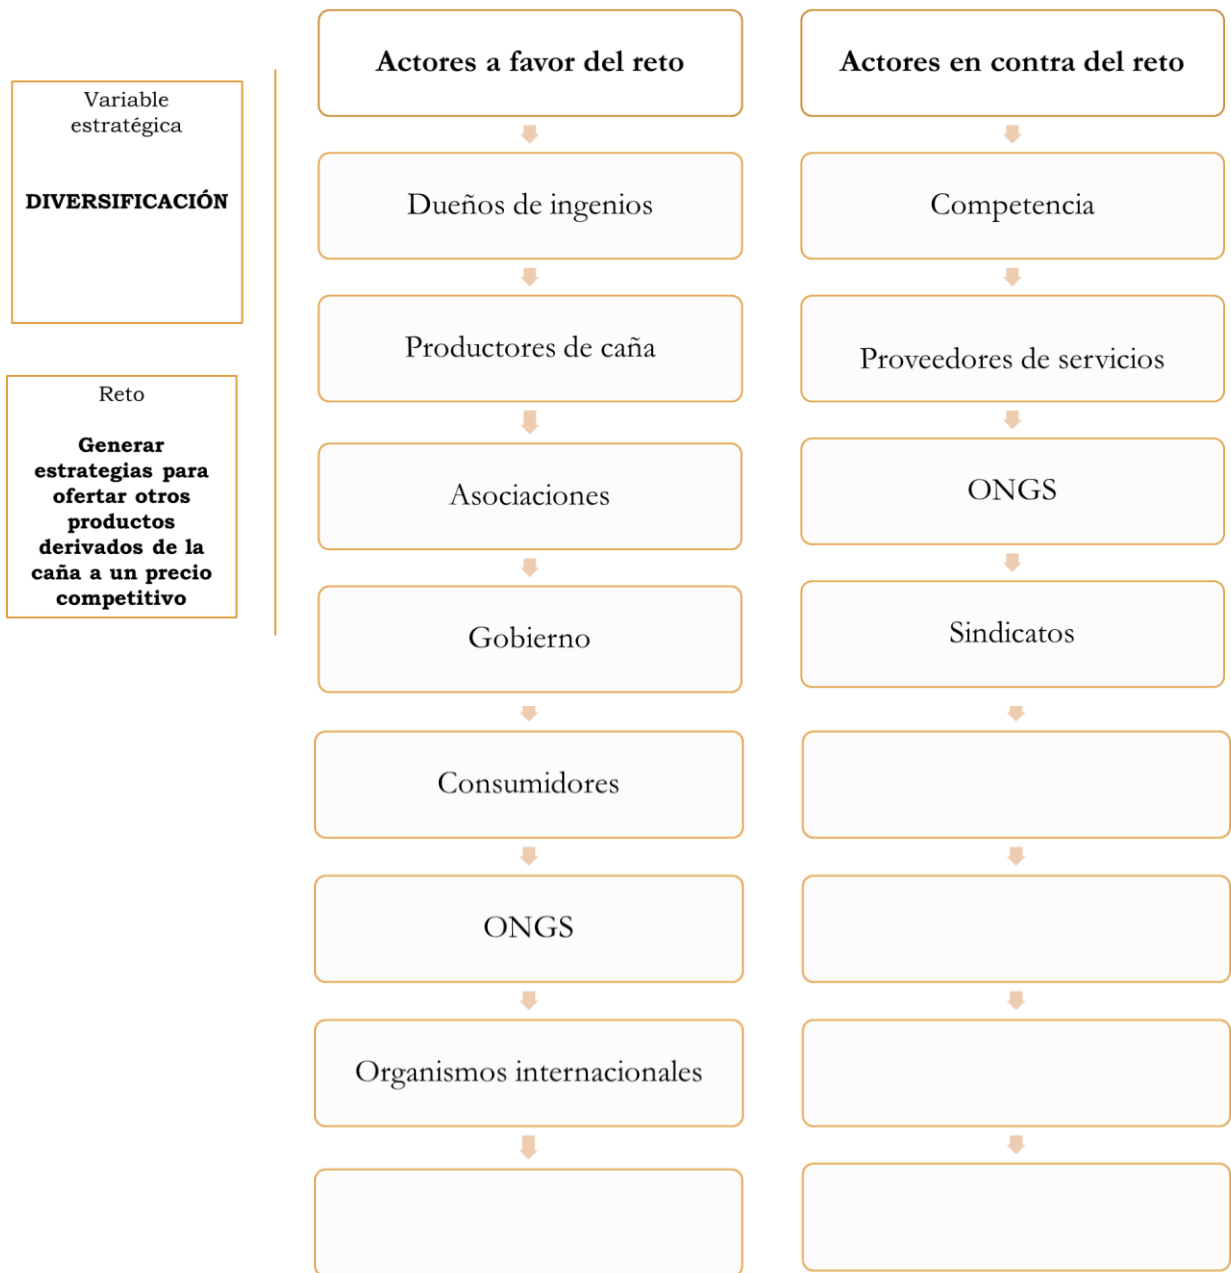 Variable
estratégica
DIVERSIFICACIÓN
Reto
Generar
estrategias para
ofertar otros
productos
derivados de la
caña a un precio
competitivo
Actores a favor del reto
Dueños de ingenios
Productores de caña
Asociaciones
Gobierno
Consumidores
ONGS
Organismos internacionales
Actores en contra del reto
Competencia
Proveedores de servicios
ONGS
Sindicatos